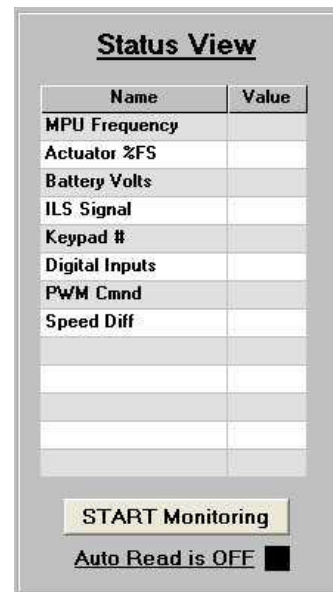 Status View
Name Value
MPU Frequency
Actuator %FS
Battery Volts
ILS Signal
Keypad #
Digital Inputs
PWM Cmnd
Speed Diff
START Monitoring
Auto Read is OFF